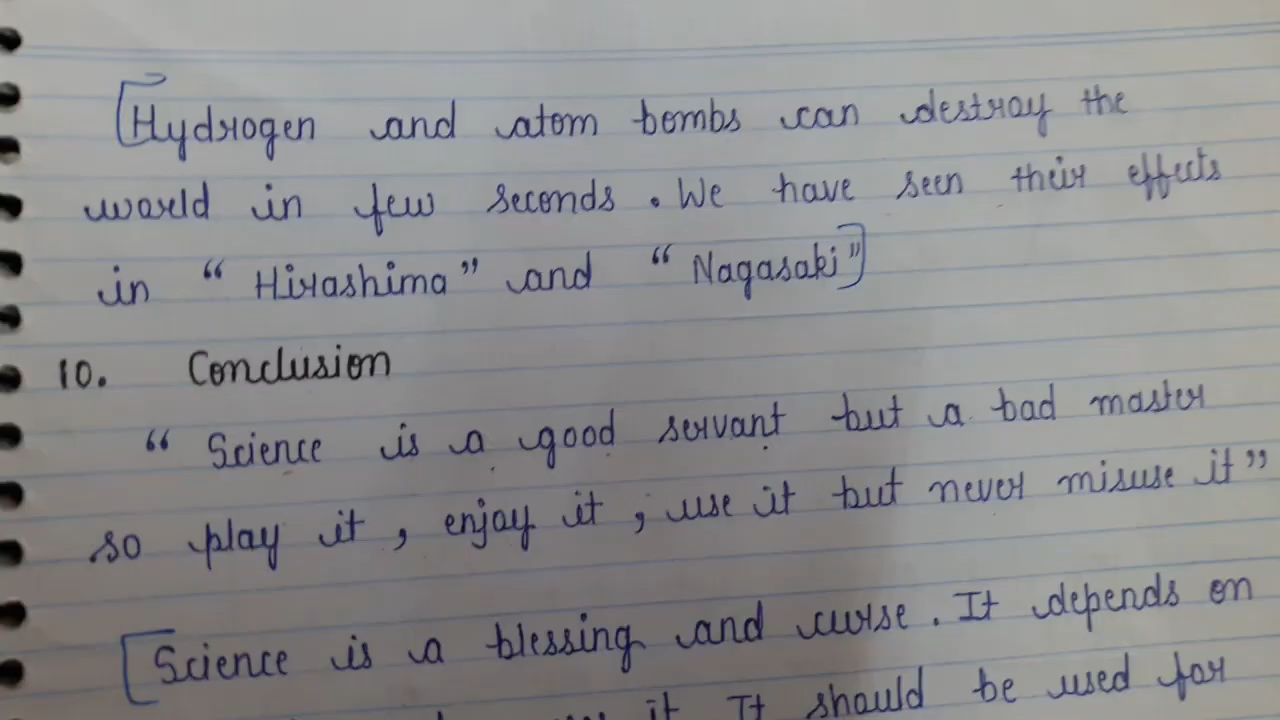 [Hydrogen and atom bombs can destroy the
world in few seconds. We have seen their effects
in "Hiroshima" and "Nagasaki"]
10. Conclusion
"Science is a good servant but a bad master
so play it, enjoy it, use it but never misuse it"
[Science is a blessing and curse. It depends on
it It should be used for